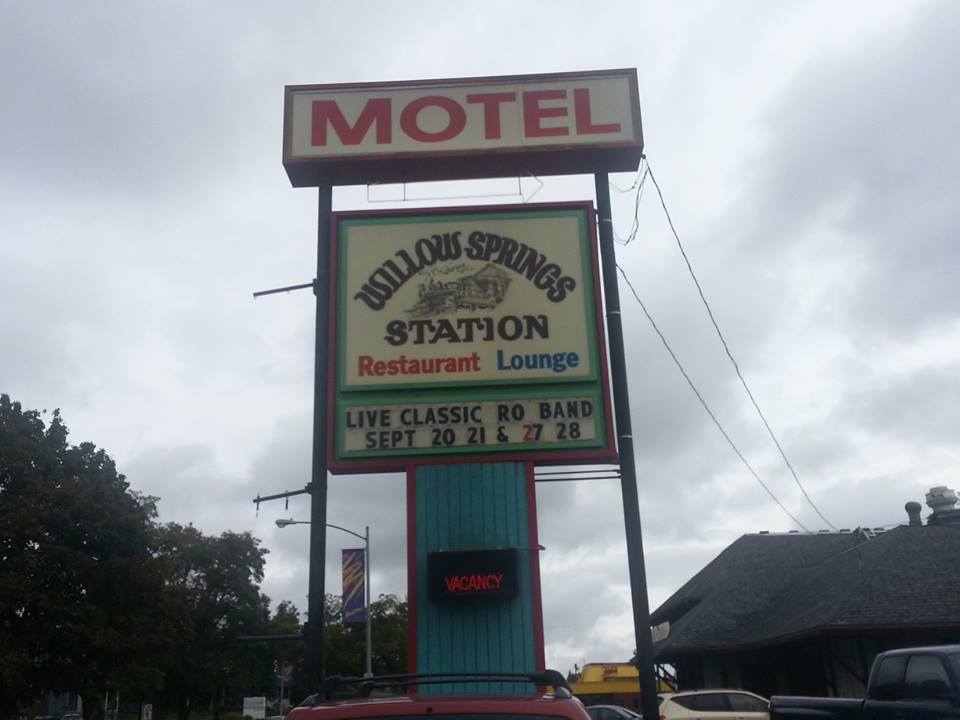 MOTEL
WILLOW SPRINGS
STATION
Restaurant Lounge
LIVE CLASSIC RO BAND
SEPT 20 21 & 27 28
VACANCY